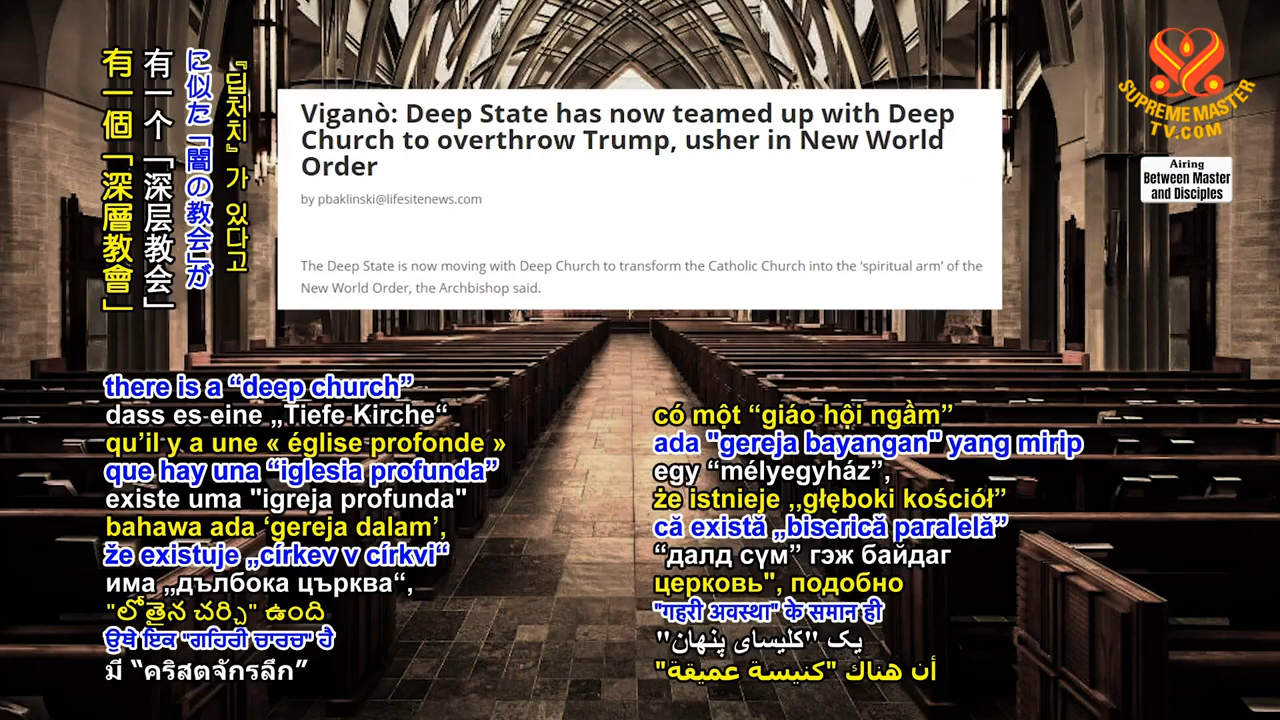 『딥처치』가 있다고
に似た「闇の教会」が
有一个「深层教会」
有一個「深層教會」
Viganò: Deep State has now teamed up with Deep
Church to overthrow Trump, usher in New World
Order
by pbaklinski@lifesitenews.com
The Deep State is now moving with Deep Church to transform the Catholic Church into the ‘spiritual arm’ of the
New World Order, the Archbishop said.
SUPREME MASTER
TV.COM
Airing
Between Master
and Disciples
there is a “deep church”
dass es eine „Tiefe Kirche“
qu’il y a une « église profonde »
que hay una “iglesia profunda”
existe uma "igreja profunda"
bahawa ada ‘gereja dalam’,
že existuje „církev v církvi“
има „дълбока църква“,
"లోతైన చర్చి" ఉంది
ਉਥੇ ਇਕ "ਗਹਿਰੀ ਚਾਰਚਾ" ਹੈ
มี “คริสตจักรลึก”
có một “giáo hội ngầm”
ada "gereja bayangan" yang mirip
egy “mélyegyház”,
że istnieje ,,głęboki kościół”
că există „biserică paralelă”
“далд сүм” гэж байдаг
церковь", подобно
"गहरी अवस्था" के समान ही
یک "کلیسای پنهان"
أن هناك "كنيسة عميقة"